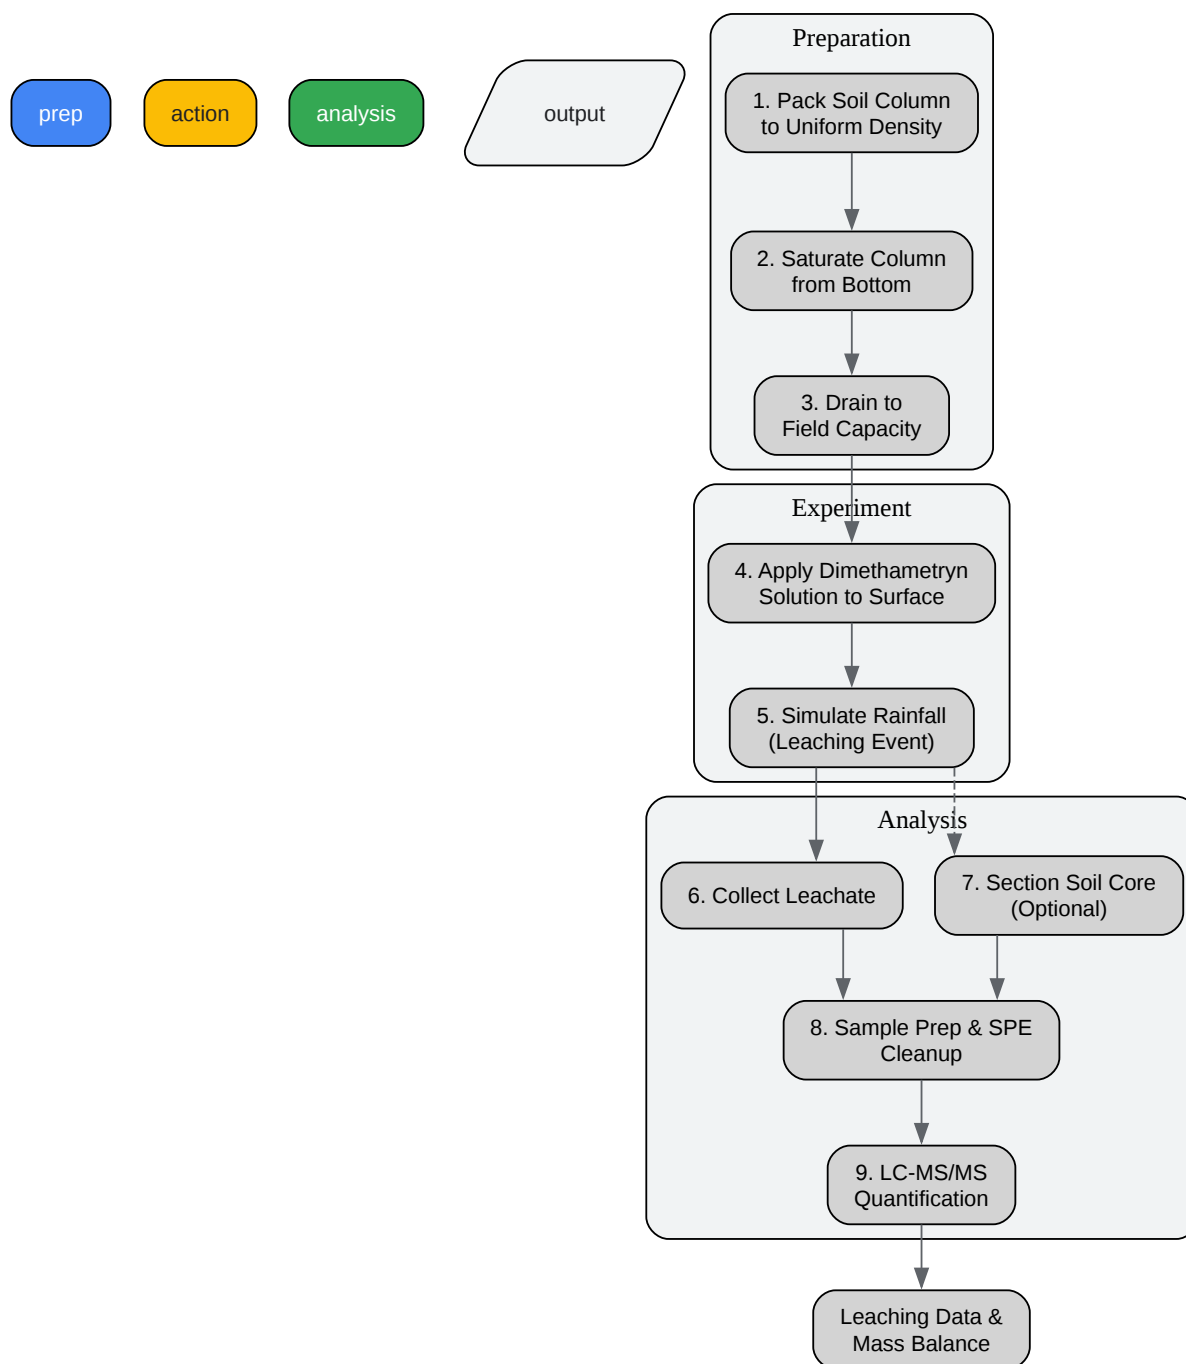 prep
action
analysis
output
Preparation
1. Pack Soil Column
to Uniform Density
2. Saturate Column
from Bottom
3. Drain to
Field Capacity
Experiment
4. Apply Dimethametryn
Solution to Surface
5. Simulate Rainfall
(Leaching Event)
Analysis
6. Collect Leachate
7. Section Soil Core
(Optional)
8. Sample Prep & SPE
Cleanup
9. LC-MS/MS
Quantification
Leaching Data &
Mass Balance